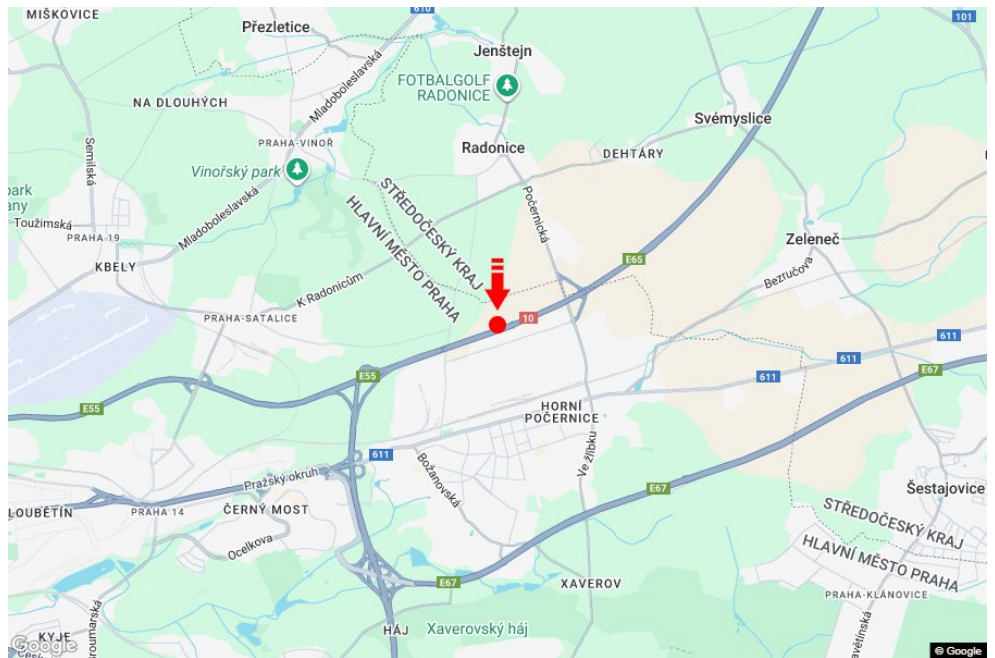 MIŠKOVICE
610
101
Přezletice
Jenštejn
FOTBALGOLF
RADONICE
Mladoboleslavská
NA DLOUHÝCH
Svémyslice
Semilská
PRAHA-VINOŘ
Radonice
DEHTÁRY
Vinořský park
park
STŘEDOČESKÝ KRAJ
HLAVNÍ MĚSTO PRAHA
Počernická
Toužimská
PRAHA 19
Mladoboleslavská
Zeleneč
KBELY
E65
Bezručova
K Radonicům
PRAHA-SATALICE
10
611
611
E67
E55
611
E55
HORNÍ
POČERNICE
611
Božanovská
Ve žlíbku
Pražský okruh
E67
Šestajovice
PRAHA 14
ČERNÝ MOST
STŘEDOČESKÝ KRAJ
HLAVNÍ MĚSTO PRAHA
Ocelkova
E67
XAVEROV
PRAHA-KLÁNOVICE
HÁJ
Xaverovský háj
KYJE
Google
© Google